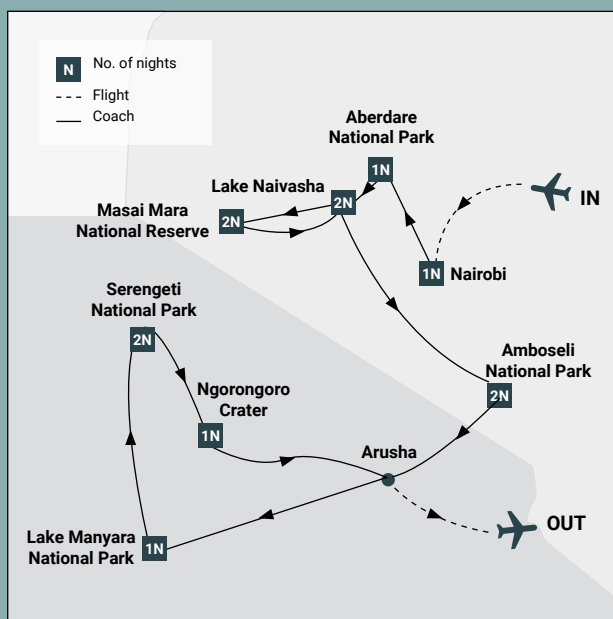 N No. of nights
Flight
Coach
Aberdare
National Park
1N
Lake Naivasha
2N
IN
Masai Mara
National Reserve
2N
1N Nairobi
Serengeti
National Park
2N
Amboseli
National Park
2N
Ngorongoro
Crater
1N
Arusha
OUT
Lake Manyara
National Park
1N